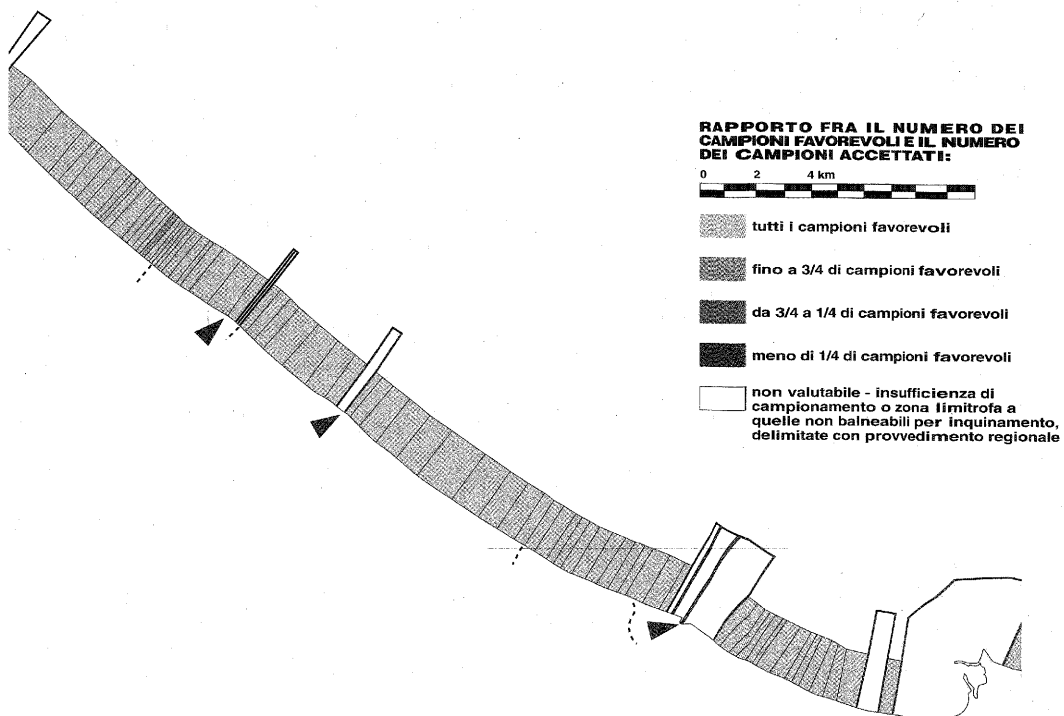 RAPPORTO FRA IL NUMERO DEI
CAMPIONI FAVOREVOLI E IL NUMERO
DEI CAMPIONI ACCETTATI:
0 2 4 km
tutti i campioni favorevoli
fino a 3/4 di campioni favorevoli
da 3/4 a 1/4 di campioni favorevoli
meno di 1/4 di campioni favorevoli
non valutabile - insufficienza di
campionamento o zona limitrofa a
quelle non balneabili per inquinamento,
delimitate con provvedimento regionale